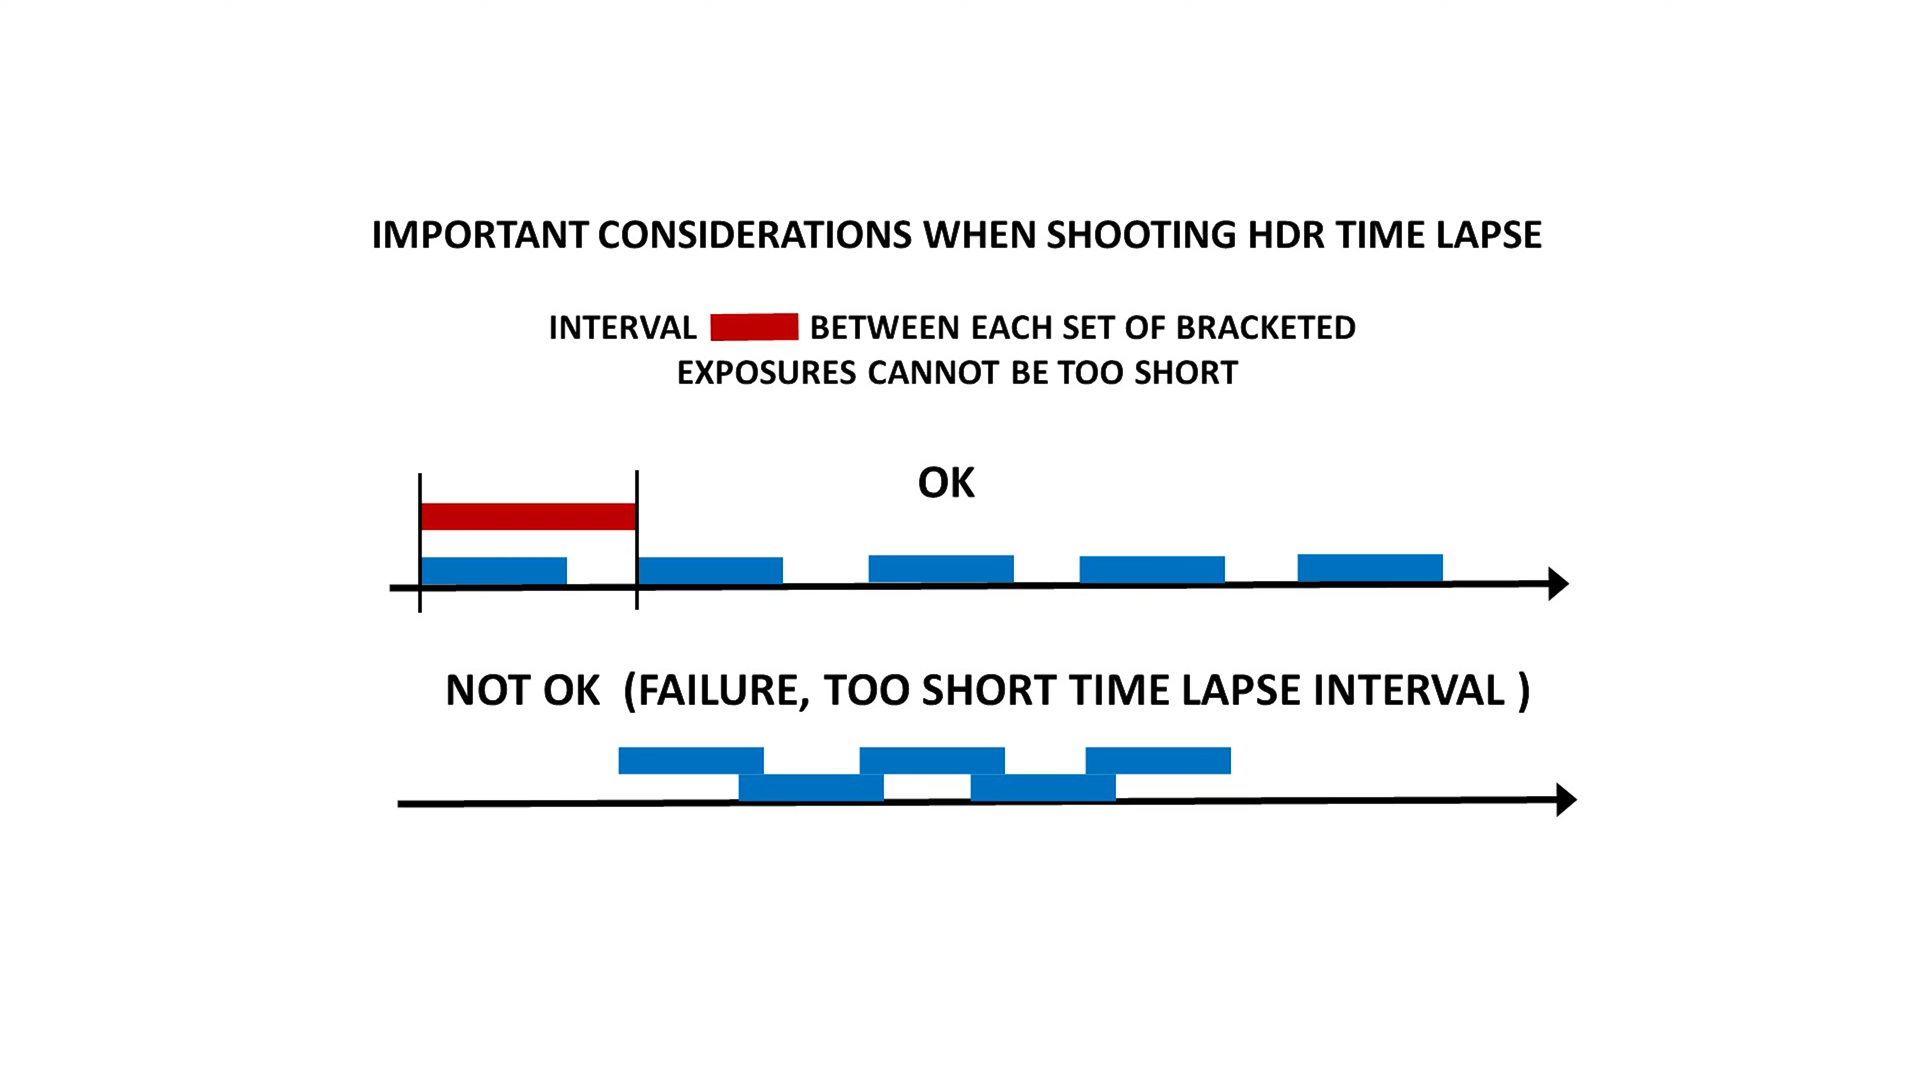 IMPORTANT CONSIDERATIONS WHEN SHOOTING HDR TIME LAPSE
INTERVAL BETWEEN EACH SET OF BRACKETED
EXPOSURES CANNOT BE TOO SHORT
OK
NOT OK (FAILURE, TOO SHORT TIME LAPSE INTERVAL )